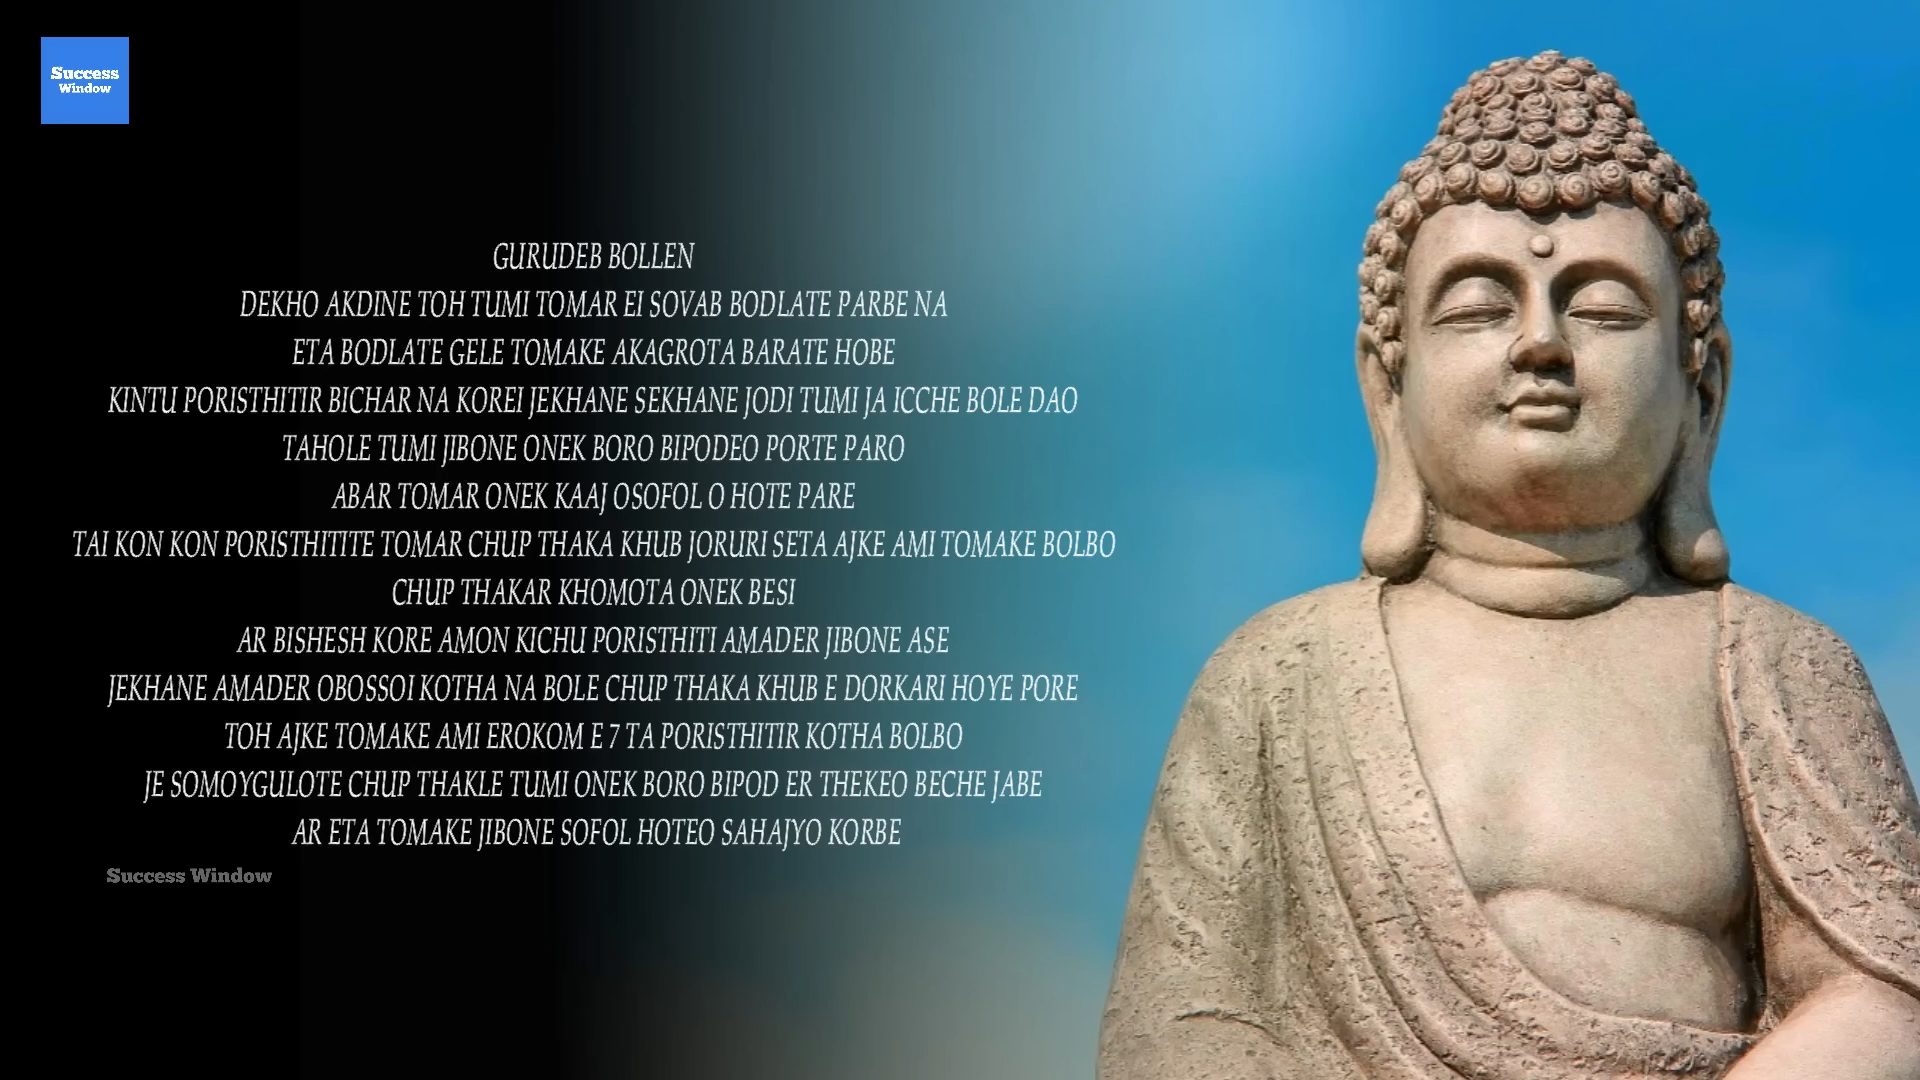 Success
Window
GURUDEB BOLLEN
DEKHO AKDINE TOH TUMI TOMAR EI SOVAB BODLATE PARBE NA
ETA BODLATE GELE TOMAKE AKAGROTA BARATE HOBE
KINTU PORISTHITIR BICHAR NA KOREI JEKHANE SEKHANE JODI TUMI JA ICCHE BOLE DAO
TAHOLE TUMI JIBONE ONEK BORO BIPODEO PORTE PARO
ABAR TOMAR ONEK KAAJ OSOFOL O HOTE PARE
TAI KON KON PORISTHITITE TOMAR CHUP THAKA KHUB JORURI SETA AJKE AMI TOMAKE BOLBO
CHUP THAKAR KHOMOTA ONEK BESI
AR BISHESH KORE AMON KICHU PORISTHITI AMADER JIBONE ASE
JEKHANE AMADER OBOSSOI KOTHA NA BOLE CHUP THAKA KHUB E DORKARI HOYE PORE
TOH AJKE TOMAKE AMI EROKOM E 7 TA PORISTHITIR KOTHA BOLBO
JE SOMOYGULOTE CHUP THAKLE TUMI ONEK BORO BIPOD ER THEKEO BECHE JABE
AR ETA TOMAKE JIBONE SOFOL HOTEO SAHAJYO KORBE
Success Window